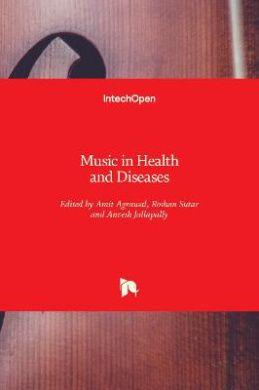 IntechOpen
Music in Health
and Diseases
Edited by Amit Agrawal, Roshan Sutar
and Anvesh Jallapally